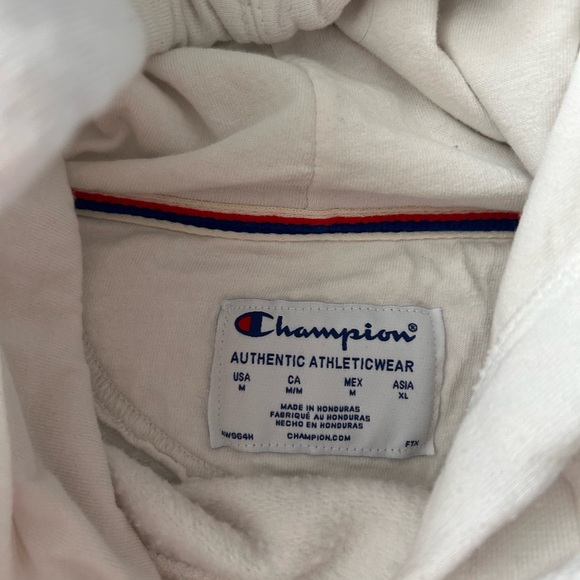 Champion®
AUTHENTIC ATHLETICWEAR
USA CA MEX ASIA
M M/M M XL
MADE IN HONDURAS
FABRIQUÉ AU HONDURAS
HECHO EN HONDURAS
CHAMPION.COM FTX